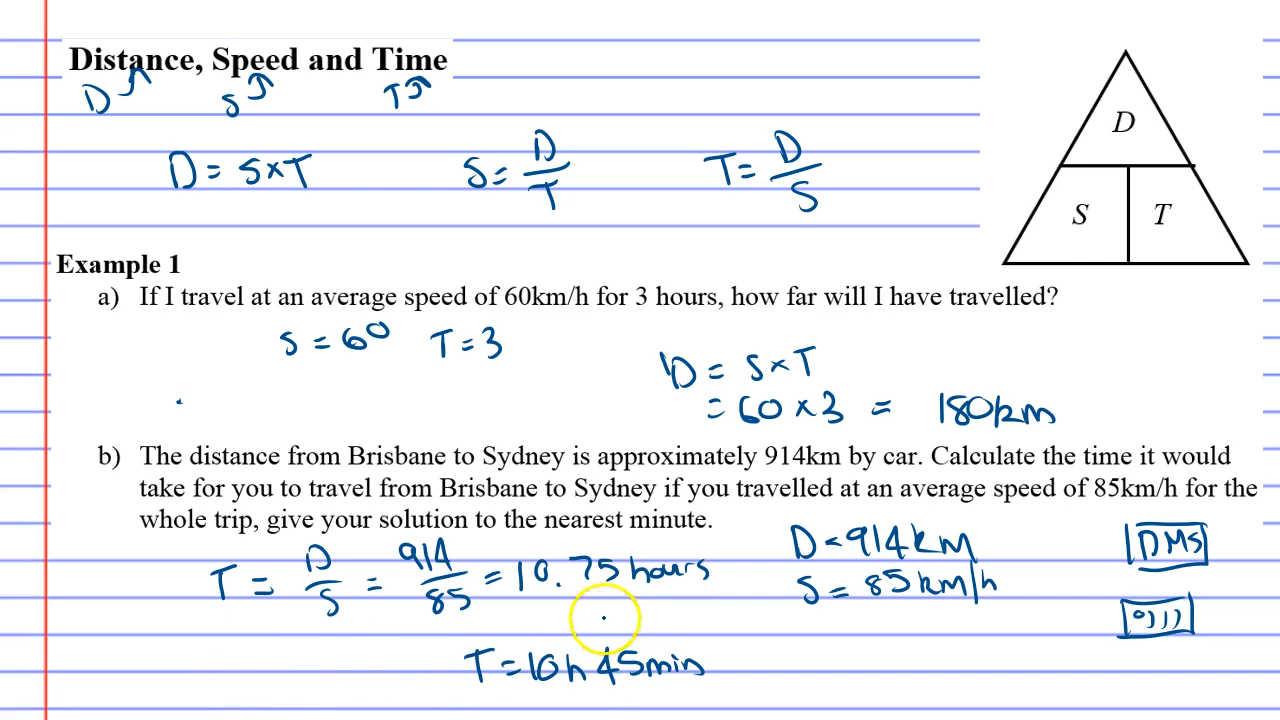 Distance, Speed and Time
D S T
D = S×T S = D/T T = D/S
D
S T
Example 1
a) If I travel at an average speed of 60km/h for 3 hours, how far will I have travelled?
S = 60 T = 3
D = S×T
= 60 × 3 = 180km
b) The distance from Brisbane to Sydney is approximately 914km by car. Calculate the time it would
take for you to travel from Brisbane to Sydney if you travelled at an average speed of 85km/h for the
whole trip, give your solution to the nearest minute.
D = 914km
S = 85km/h
DMS
T = D/S = 914/85 = 10.75 hours
T = 10h 45min